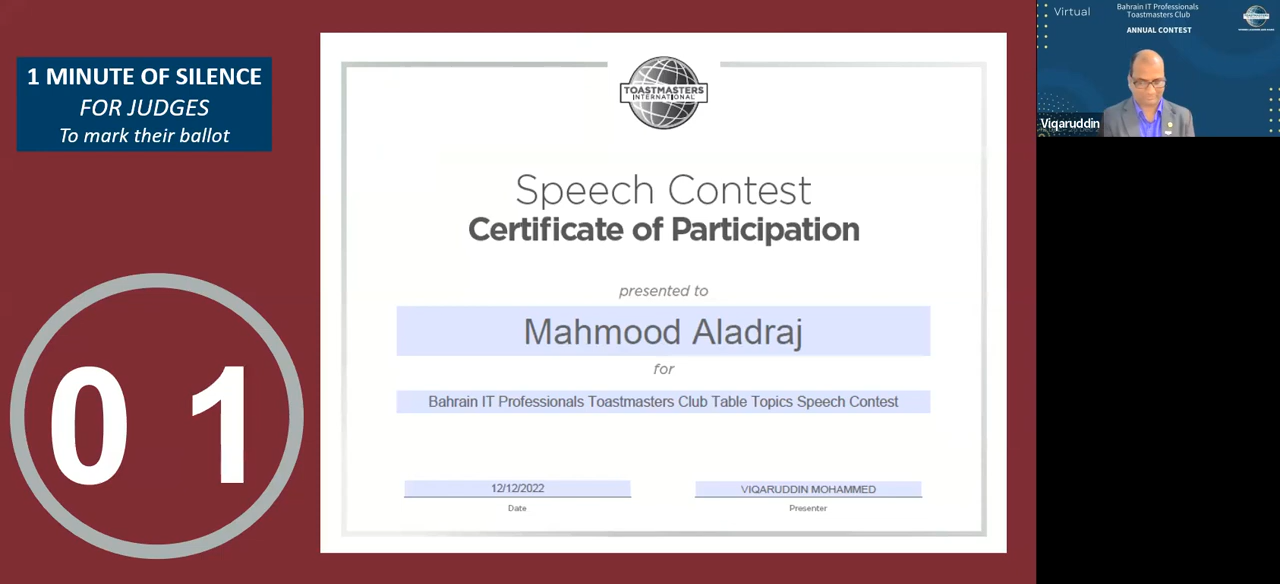 1 MINUTE OF SILENCE
FOR JUDGES
To mark their ballot
01
TOASTMASTERS
INTERNATIONAL
Speech Contest
Certificate of Participation
presented to
Mahmood Aladraj
for
Bahrain IT Professionals Toastmasters Club Table Topics Speech Contest
12/12/2022
Date
VIQARUDDIN MOHAMMED
Presenter
Virtual
Bahrain IT Professionals
Toastmasters Club
ANNUAL CONTEST
TOASTMASTERS
Viqaruddin